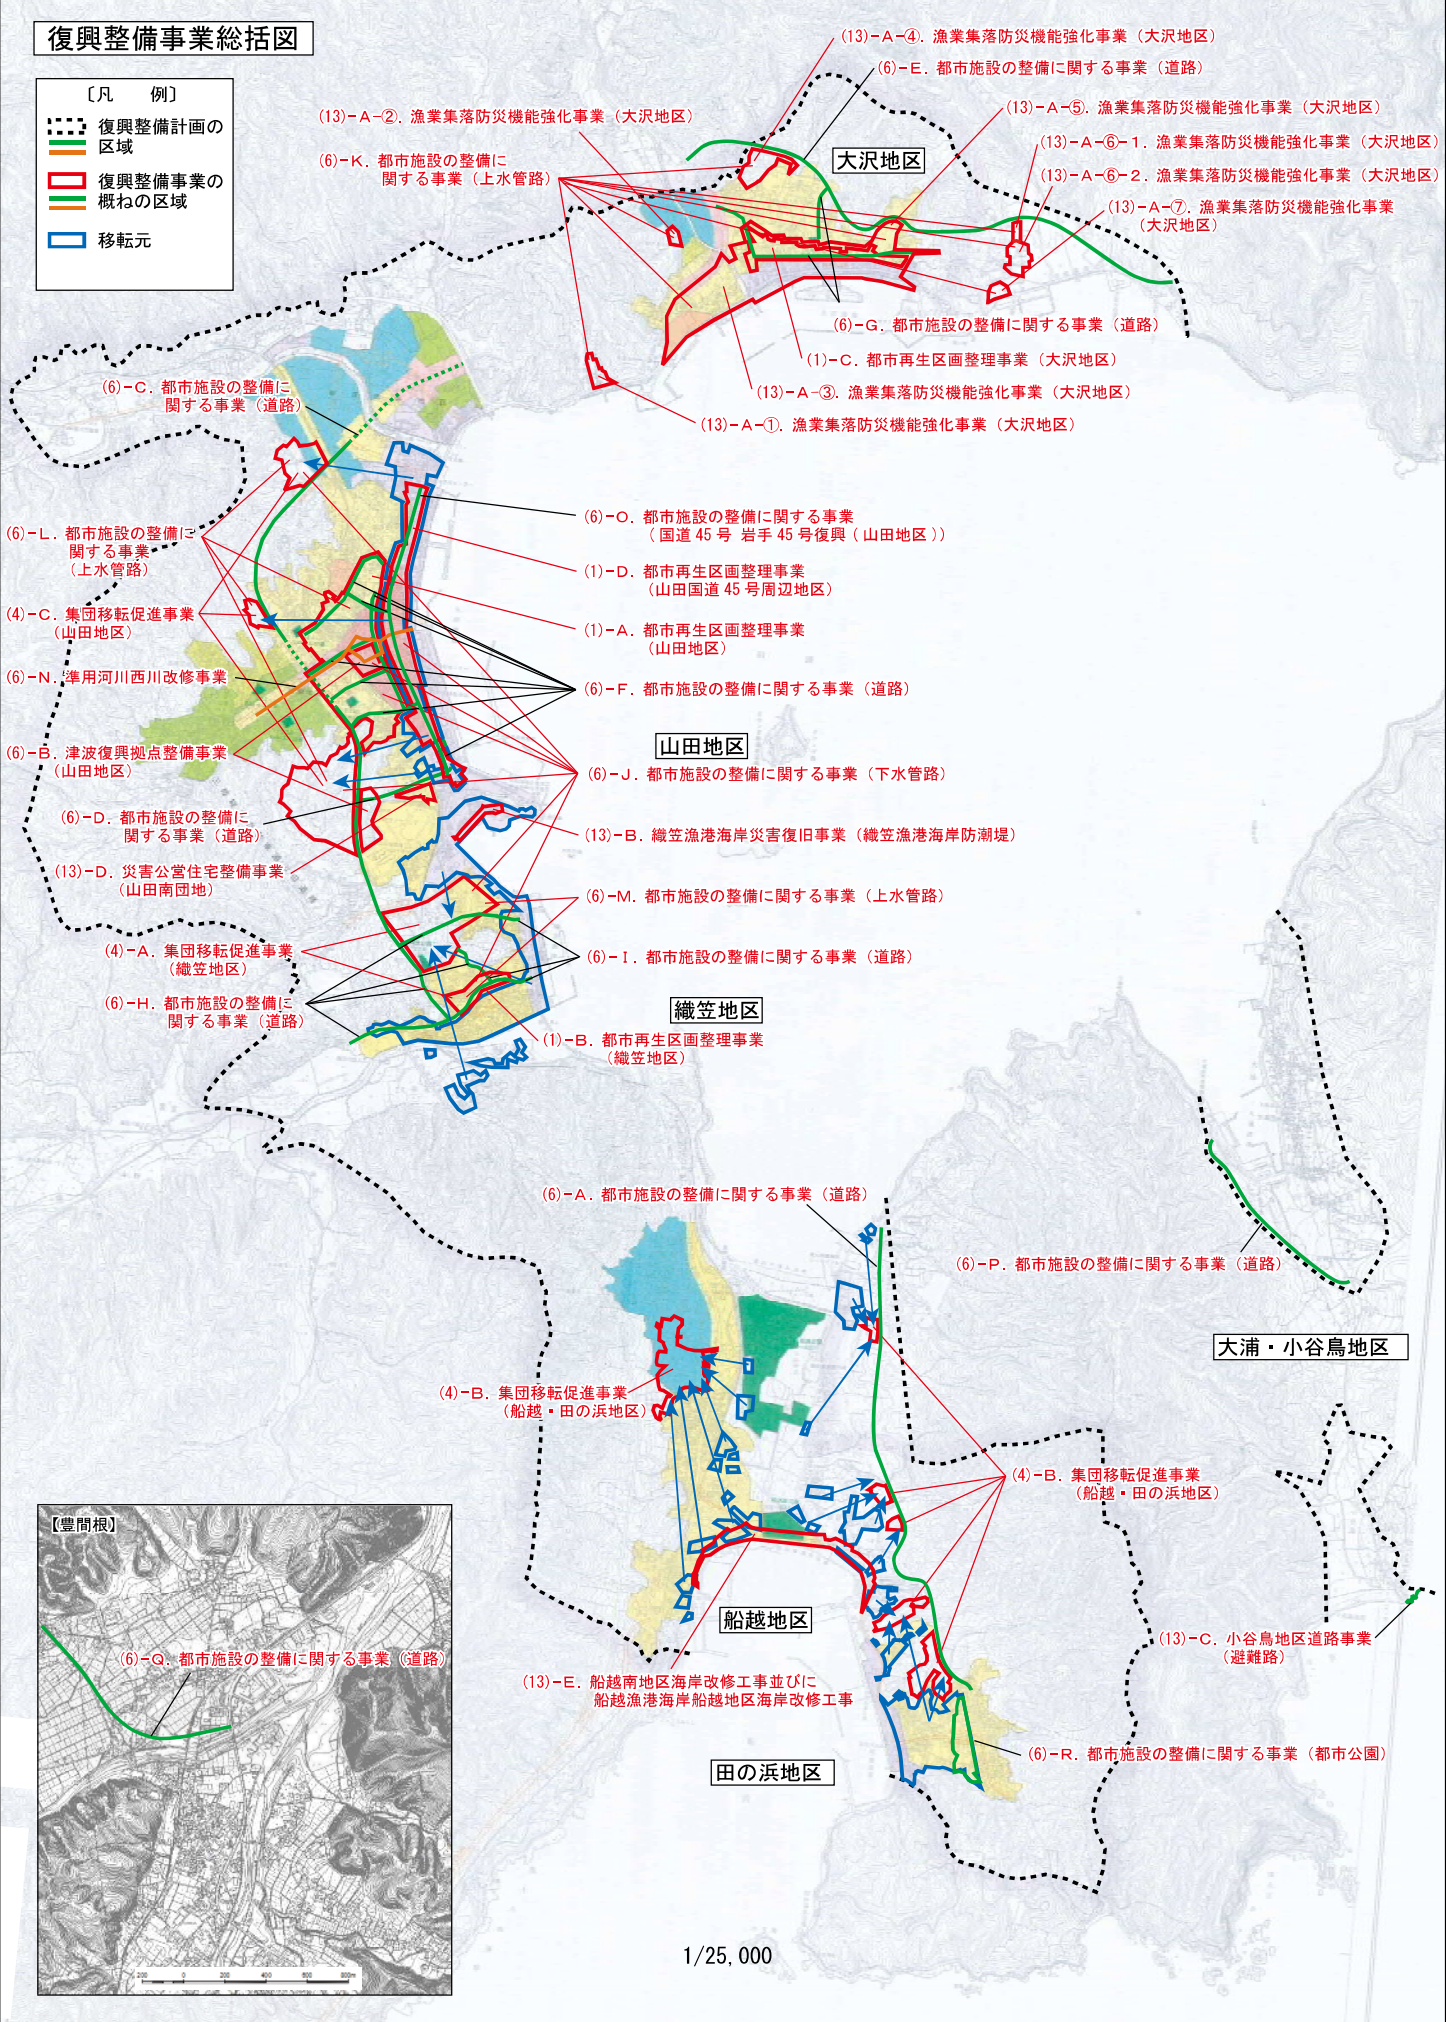 復興整備事業総括図
〔凡　例〕
復興整備計画の
区域
復興整備事業の
概ねの区域
移転元
(13)-A-④. 漁業集落防災機能強化事業（大沢地区）
(6)-E. 都市施設の整備に関する事業（道路）
(13)-A-②. 漁業集落防災機能強化事業（大沢地区）
(13)-A-⑤. 漁業集落防災機能強化事業（大沢地区）
(13)-A-⑥-1. 漁業集落防災機能強化事業（大沢地区）
(6)-K. 都市施設の整備に
関する事業（上水管路）
大沢地区
(13)-A-⑥-2. 漁業集落防災機能強化事業（大沢地区）
(13)-A-⑦. 漁業集落防災機能強化事業
（大沢地区）
(6)-G. 都市施設の整備に関する事業（道路）
(1)-C. 都市再生区画整理事業（大沢地区）
(13)-A-③. 漁業集落防災機能強化事業（大沢地区）
(13)-A-①. 漁業集落防災機能強化事業（大沢地区）
(6)-C. 都市施設の整備に
関する事業（道路）
(6)-O. 都市施設の整備に関する事業
（国道45号 岩手45号復興（山田地区））
(6)-L. 都市施設の整備に
関する事業
（上水管路）
(1)-D. 都市再生区画整理事業
（山田国道45号周辺地区）
(4)-C. 集団移転促進事業
（山田地区）
(1)-A. 都市再生区画整理事業
（山田地区）
(6)-N. 準用河川西川改修事業
(6)-F. 都市施設の整備に関する事業（道路）
山田地区
(6)-B. 津波復興拠点整備事業
（山田地区）
(6)-J. 都市施設の整備に関する事業（下水管路）
(6)-D. 都市施設の整備に
関する事業（道路）
(13)-B. 織笠漁港海岸災害復旧事業（織笠漁港海岸防潮堤）
(13)-D. 災害公営住宅整備事業
（山田南団地）
(6)-M. 都市施設の整備に関する事業（上水管路）
(4)-A. 集団移転促進事業
（織笠地区）
(6)-I. 都市施設の整備に関する事業（道路）
(6)-H. 都市施設の整備に
関する事業（道路）
織笠地区
(1)-B. 都市再生区画整理事業
（織笠地区）
(6)-A. 都市施設の整備に関する事業（道路）
(6)-P. 都市施設の整備に関する事業（道路）
大浦・小谷鳥地区
(4)-B. 集団移転促進事業
（船越・田の浜地区）
(4)-B. 集団移転促進事業
（船越・田の浜地区）
【豊間根】
船越地区
(13)-C. 小谷鳥地区道路事業
（避難路）
(6)-Q. 都市施設の整備に関する事業（道路）
(13)-E. 船越南地区海岸改修工事並びに
船越漁港海岸船越地区海岸改修工事
(6)-R. 都市施設の整備に関する事業（都市公園）
田の浜地区
1/25,000
200 0 200 400 600 800m